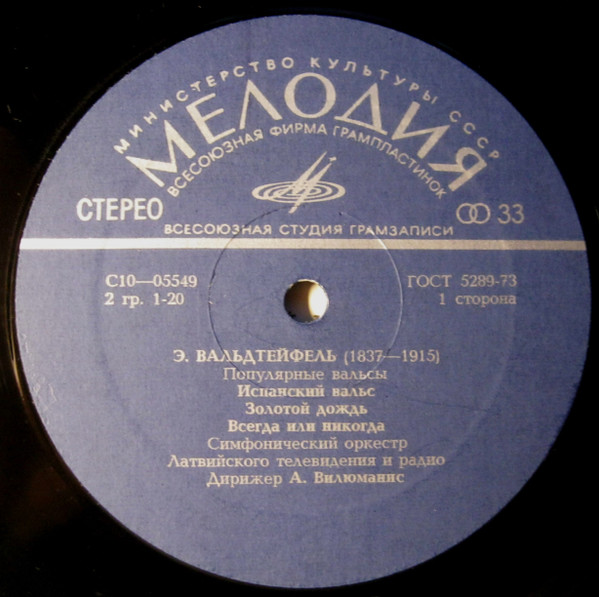 МИНИСТЕРСТВО КУЛЬТУРЫ СССР
МЕЛОДИЯ
ВСЕСОЮЗНАЯ ФИРМА ГРАМПЛАСТИНОК
СТЕРЕО
33
ВСЕСОЮЗНАЯ СТУДИЯ ГРАМЗАПИСИ
С10—05549
ГОСТ 5289-73
2 гр. 1-20
1 сторона
Э. ВАЛЬДТЕЙФЕЛЬ (1837—1915)
Популярные вальсы
Испанский вальс
Золотой дождь
Всегда или никогда
Симфонический оркестр
Латвийского телевидения и радио
Дирижер А. Вилюманис